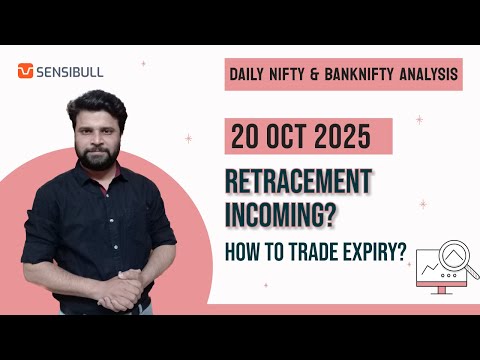 SENSIBULL
DAILY NIFTY & BANKNIFTY ANALYSIS
20 OCT 2025
RETRACEMENT
INCOMING?
HOW TO TRADE EXPIRY?